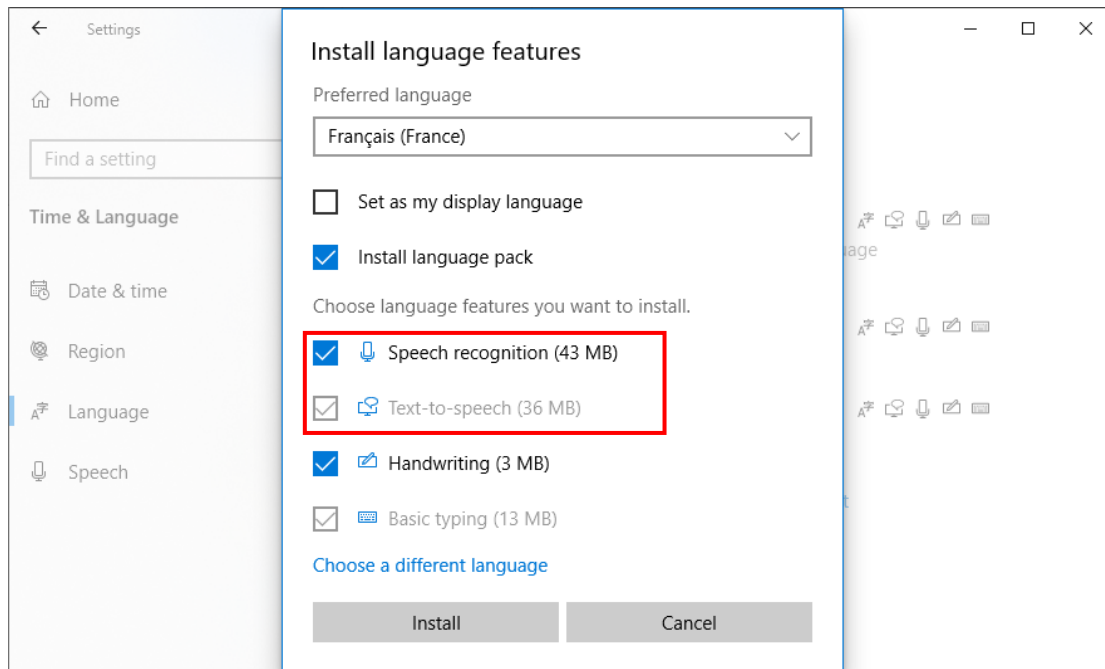 Settings
Home
Find a setting
Time & Language
Date & time
Region
Language
Speech
Install language features
Preferred language
Français (France)
Set as my display language
Install language pack
Choose language features you want to install.
Speech recognition (43 MB)
Text-to-speech (36 MB)
Handwriting (3 MB)
Basic typing (13 MB)
Choose a different language
Install
Cancel